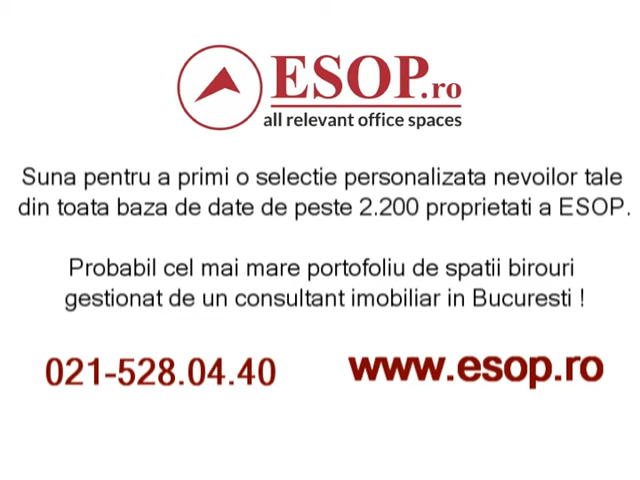 ESOP.ro
all relevant office spaces
Suna pentru a primi o selectie personalizata nevoilor tale
din toata baza de date de peste 2.200 proprietati a ESOP.
Probabil cel mai mare portofoliu de spatii birouri
gestionat de un consultant imobiliar in Bucuresti !
021-528.04.40
www.esop.ro